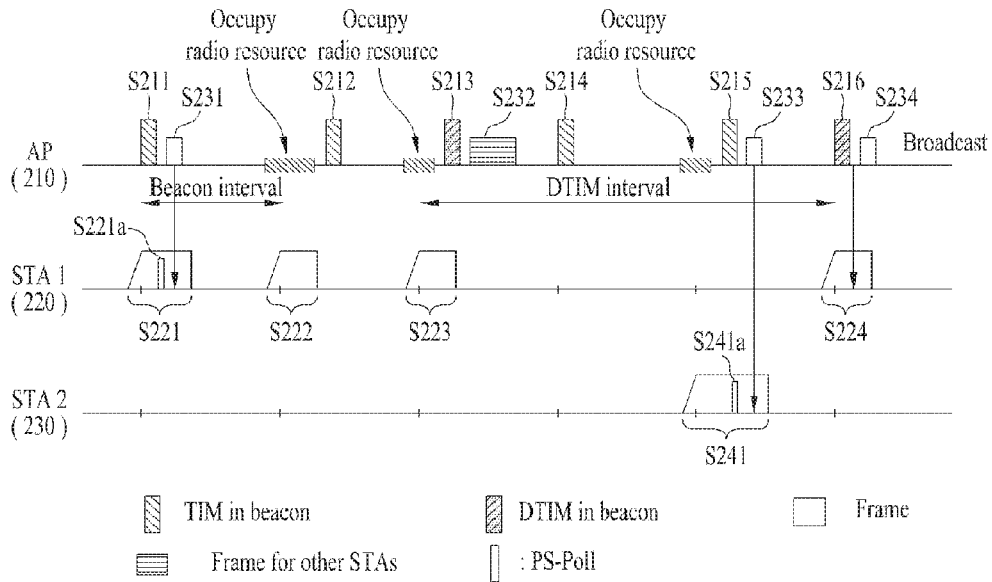 Occupy
radio resource
Occupy
radio resource
Occupy
radio resource
S211
S231
S212
S213
S232
S214
S215
S233
S216
S234
AP
(210)
Broadcast
Beacon interval
DTIM interval
S221a
STA 1
(220)
S221
S222
S223
S224
S241a
STA 2
(230)
S241
TIM in beacon
DTIM in beacon
Frame
Frame for other STAs
: PS-Poll